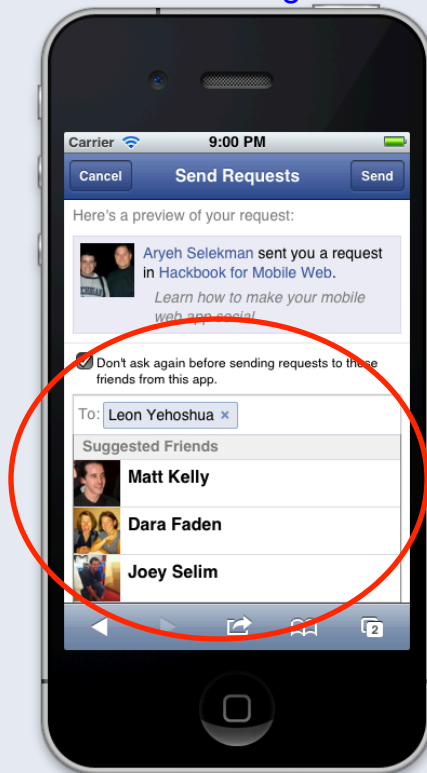 Carrier 9:00 PM
Cancel Send Requests Send
Here's a preview of your request:
Aryeh Selekman sent you a request
in Hackbook for Mobile Web.
Learn how to make your mobile
web app social.
Don't ask again before sending requests to these
friends from this app.
To: Leon Yehoshua ×
Suggested Friends
Matt Kelly
Dara Faden
Joey Selim
2